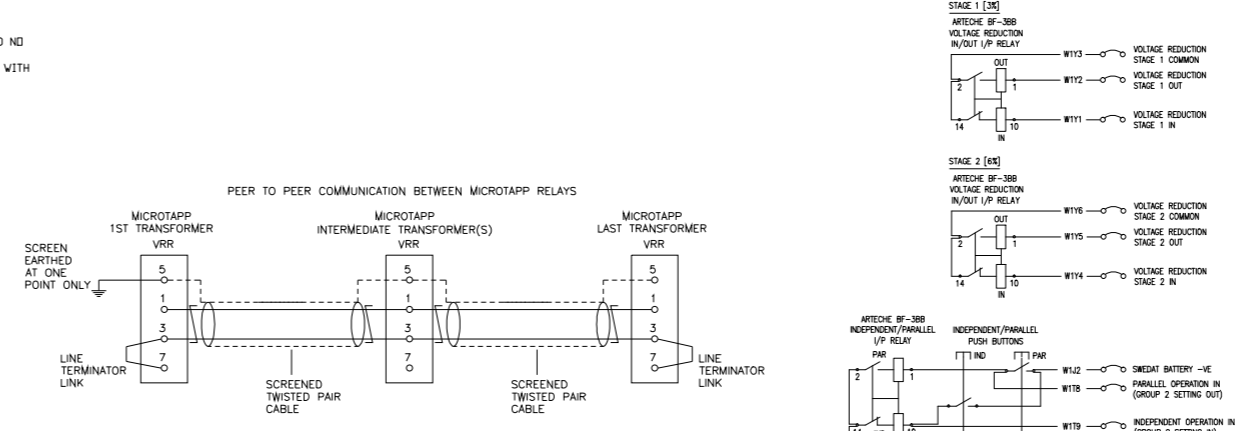 O NO
WITH
PEER TO PEER COMMUNICATION BETWEEN MICROTAPP RELAYS
MICROTAPP
1ST TRANSFORMER
VRR
MICROTAPP
INTERMEDIATE TRANSFORMER(S)
VRR
MICROTAPP
LAST TRANSFORMER
VRR
SCREEN
EARTHED
AT ONE
POINT ONLY
5
1
3
7
5
1
3
7
5
1
3
7
LINE
TERMINATOR
LINK
SCREENED
TWISTED PAIR
CABLE
SCREENED
TWISTED PAIR
CABLE
LINE
TERMINATOR
LINK
STAGE 1 [3%]
ARTECHE BF-3BB
VOLTAGE REDUCTION
IN/OUT I/P RELAY
OUT
2
1
14
10
IN
W1Y3
VOLTAGE REDUCTION
STAGE 1 COMMON
W1Y2
VOLTAGE REDUCTION
STAGE 1 OUT
W1Y1
VOLTAGE REDUCTION
STAGE 1 IN
STAGE 2 [6%]
ARTECHE BF-3BB
VOLTAGE REDUCTION
IN/OUT I/P RELAY
OUT
2
1
14
10
IN
W1Y6
VOLTAGE REDUCTION
STAGE 2 COMMON
W1Y5
VOLTAGE REDUCTION
STAGE 2 OUT
W1Y4
VOLTAGE REDUCTION
STAGE 2 IN
ARTECHE BF-3BB
INDEPENDENT/PARALLEL
I/P RELAY
INDEPENDENT/PARALLEL
PUSH BUTTONS
PAR
IND
PAR
2
1
14
10
W1J2
SWEDAT BATTERY -VE
W1T8
PARALLEL OPERATION IN
(GROUP 2 SETTING OUT)
W1T9
INDEPENDENT OPERATION IN
(GROUP 2 SETTING IN)